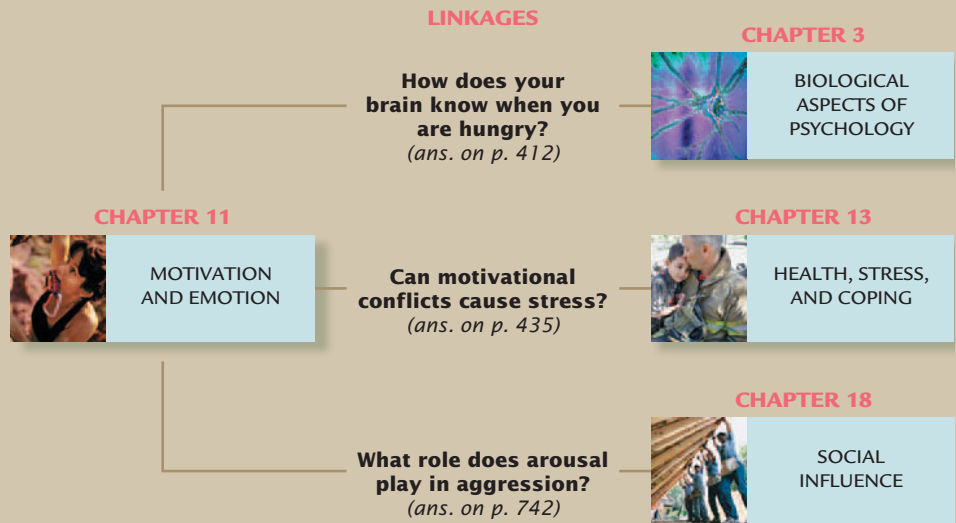 LINKAGES
CHAPTER 3
How does your
brain know when you
are hungry?
(ans. on p. 412)
BIOLOGICAL
ASPECTS OF
PSYCHOLOGY
CHAPTER 11
MOTIVATION
AND EMOTION
Can motivational
conflicts cause stress?
(ans. on p. 435)
CHAPTER 13
HEALTH, STRESS,
AND COPING
What role does arousal
play in aggression?
(ans. on p. 742)
CHAPTER 18
SOCIAL
INFLUENCE